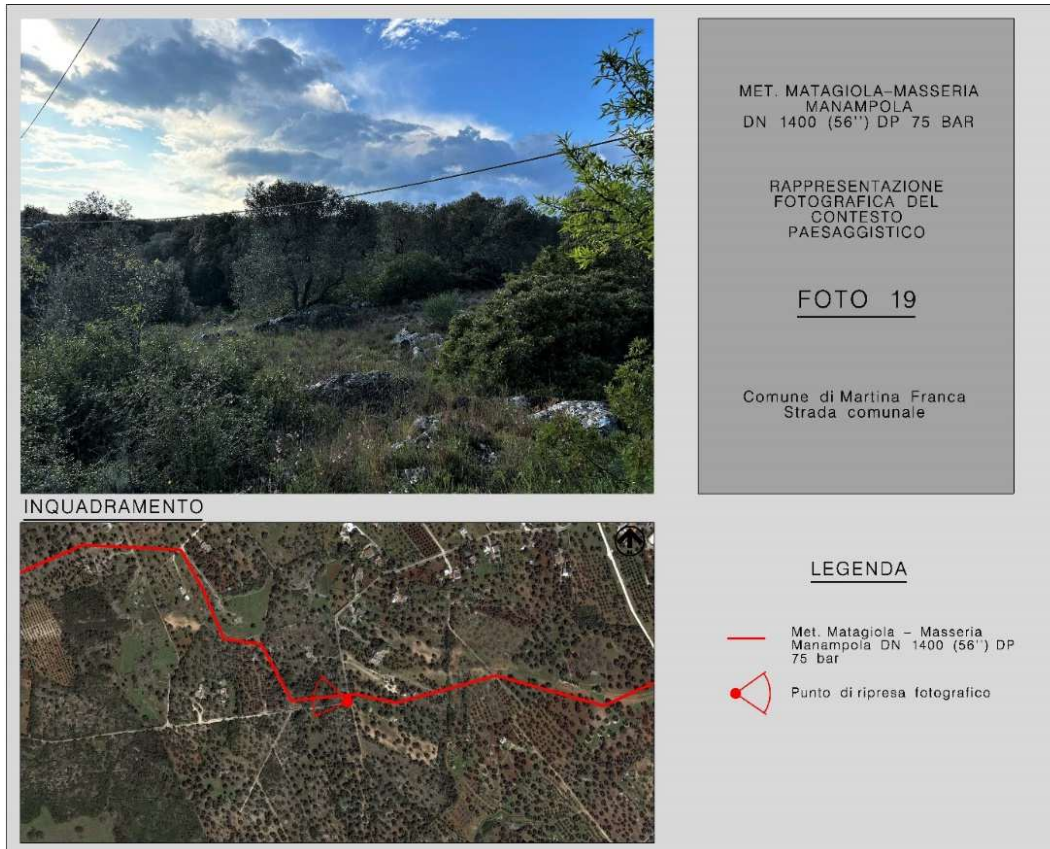 MET. MATAGIOLA-MASSERIA
MANAMPOLA
DN 1400 (56'') DP 75 BAR
RAPPRESENTAZIONE
FOTOGRAFICA DEL
CONTESTO
PAESAGGISTICO
FOTO 19
Comune di Martina Franca
Strada comunale
INQUADRAMENTO
LEGENDA
Met. Matagiola - Masseria
Manampola DN 1400 (56'') DP
75 bar
Punto di ripresa fotografico